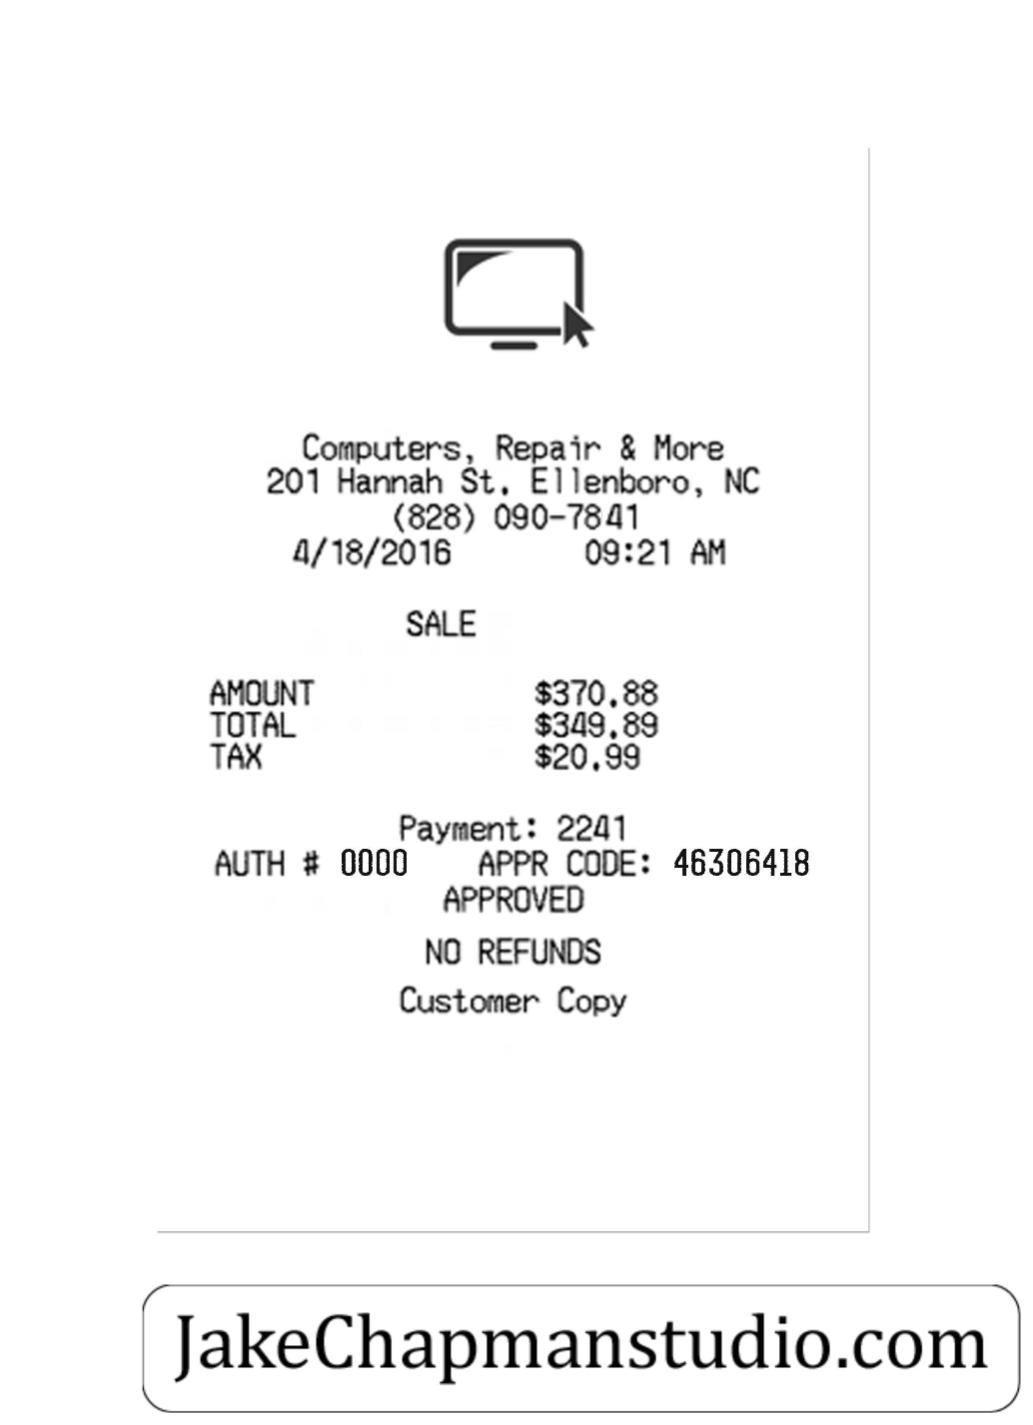 Computers, Repair & More
201 Hannah St. Ellenboro, NC
(828) 090-7841
4/18/2016 09:21 AM
SALE
AMOUNT $370.88
TOTAL $349.89
TAX $20.99
Payment: 2241
AUTH # 0000 APPR CODE: 46306418
APPROVED
NO REFUNDS
Customer Copy
JakeChapmanstudio.com